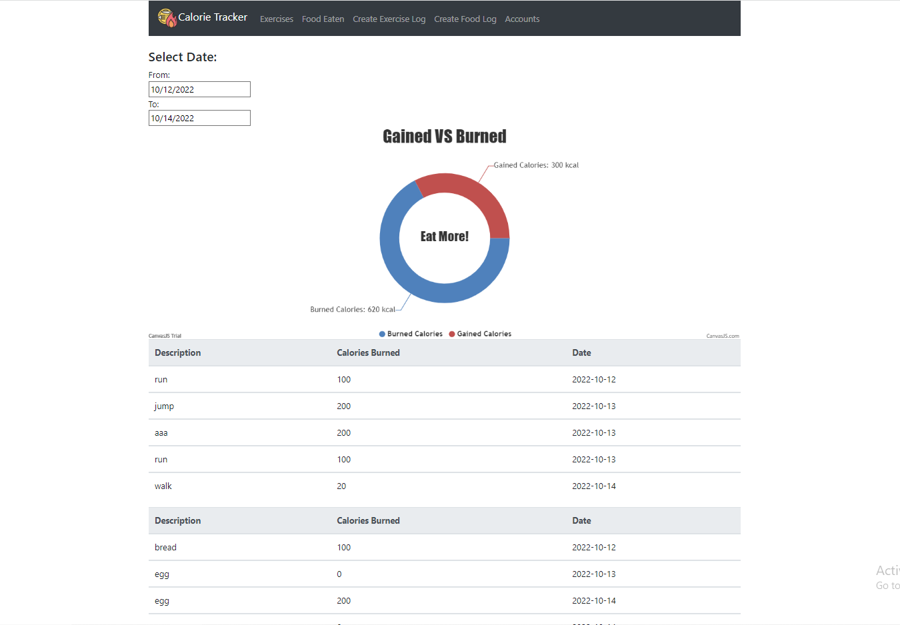 Calorie Tracker Exercises Food Eaten Create Exercise Log Create Food Log Accounts
Select Date:
From:
10/12/2022
To:
10/14/2022
Gained VS Burned
Gained Calories: 300 kcal
Eat More!
Burned Calories: 620 kcal
Burned Calories Gained Calories
CanvasJS Trial CanvasJS.com
Description Calories Burned Date
run 100 2022-10-12
jump 200 2022-10-13
aaa 200 2022-10-13
run 100 2022-10-13
walk 20 2022-10-14
Description Calories Burned Date
bread 100 2022-10-12
egg 0 2022-10-13
egg 200 2022-10-14
Go to